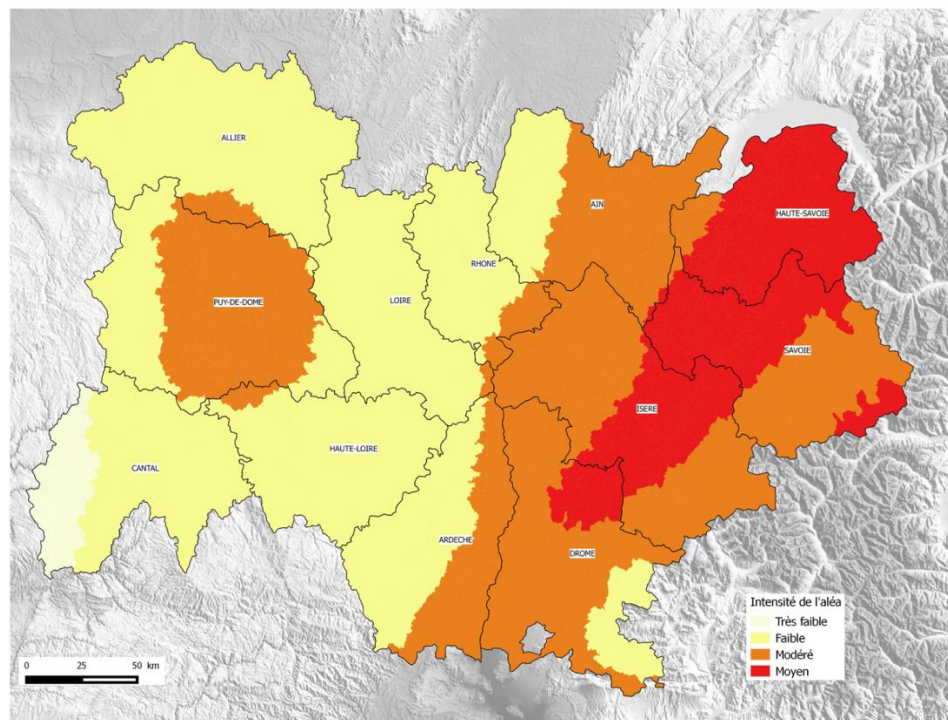 ALLIER
AIN
HAUTE-SAVOIE
RHONE
PUY-DE-DOME
LOIRE
SAVOIE
ISERE
HAUTE-LOIRE
CANTAL
ARDECHE
DROME
Intensité de l'aléa
Très faible
Faible
Modéré
Moyen
0 25 50 km